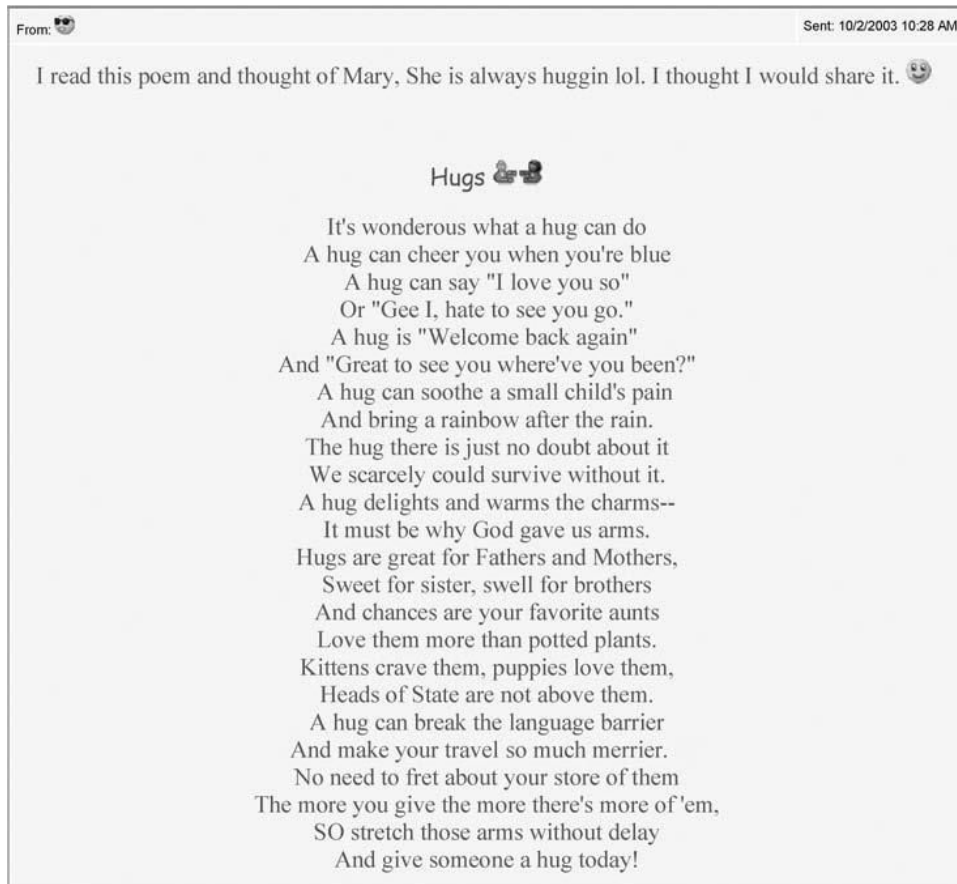 From:
Sent: 10/2/2003 10:28 AM
I read this poem and thought of Mary, She is always huggin lol. I thought I would share it.
Hugs
It's wonderous what a hug can do
A hug can cheer you when you're blue
A hug can say "I love you so"
Or "Gee I, hate to see you go."
A hug is "Welcome back again"
And "Great to see you where've you been?"
A hug can soothe a small child's pain
And bring a rainbow after the rain.
The hug there is just no doubt about it
We scarcely could survive without it.
A hug delights and warms the charms--
It must be why God gave us arms.
Hugs are great for Fathers and Mothers,
Sweet for sister, swell for brothers
And chances are your favorite aunts
Love them more than potted plants.
Kittens crave them, puppies love them,
Heads of State are not above them.
A hug can break the language barrier
And make your travel so much merrier.
No need to fret about your store of them
The more you give the more there's more of 'em,
SO stretch those arms without delay
And give someone a hug today!